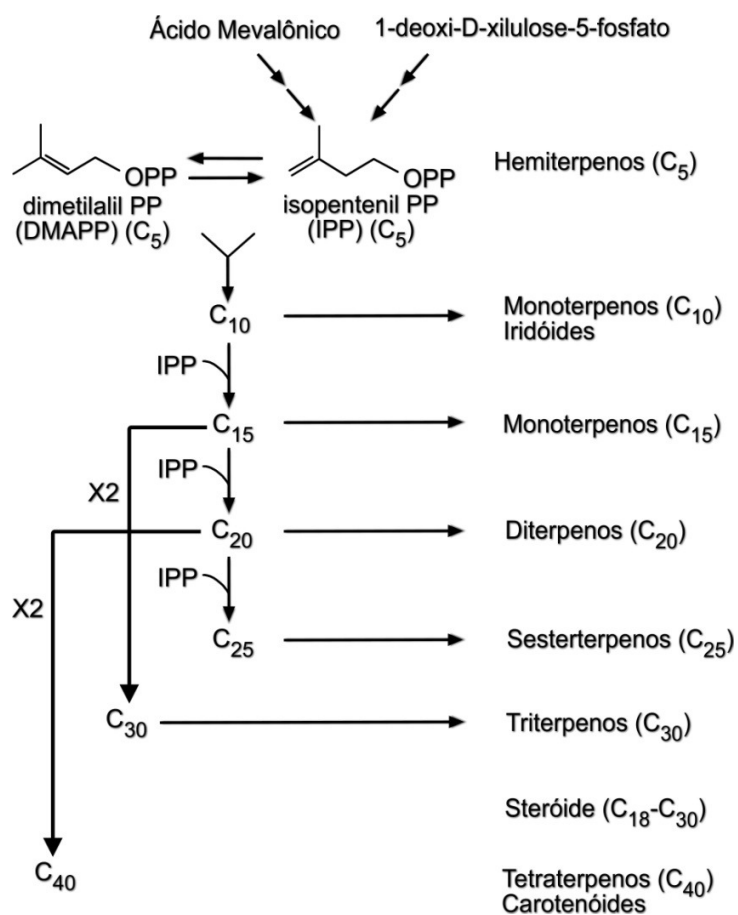 Ácido Mevalônico
1-deoxi-D-xilulose-5-fosfato
OPP
OPP
Hemiterpenos (C5)
dimetilalil PP
(DMAPP) (C5)
isopentenil PP
(IPP) (C5)
C10
Monoterpenos (C10)
Iridóides
IPP
C15
Monoterpenos (C15)
X2
IPP
C20
Diterpenos (C20)
X2
IPP
C25
Sesterterpenos (C25)
C30
Triterpenos (C30)
Steróide (C18-C30)
C40
Tetraterpenos (C40)
Carotenóides